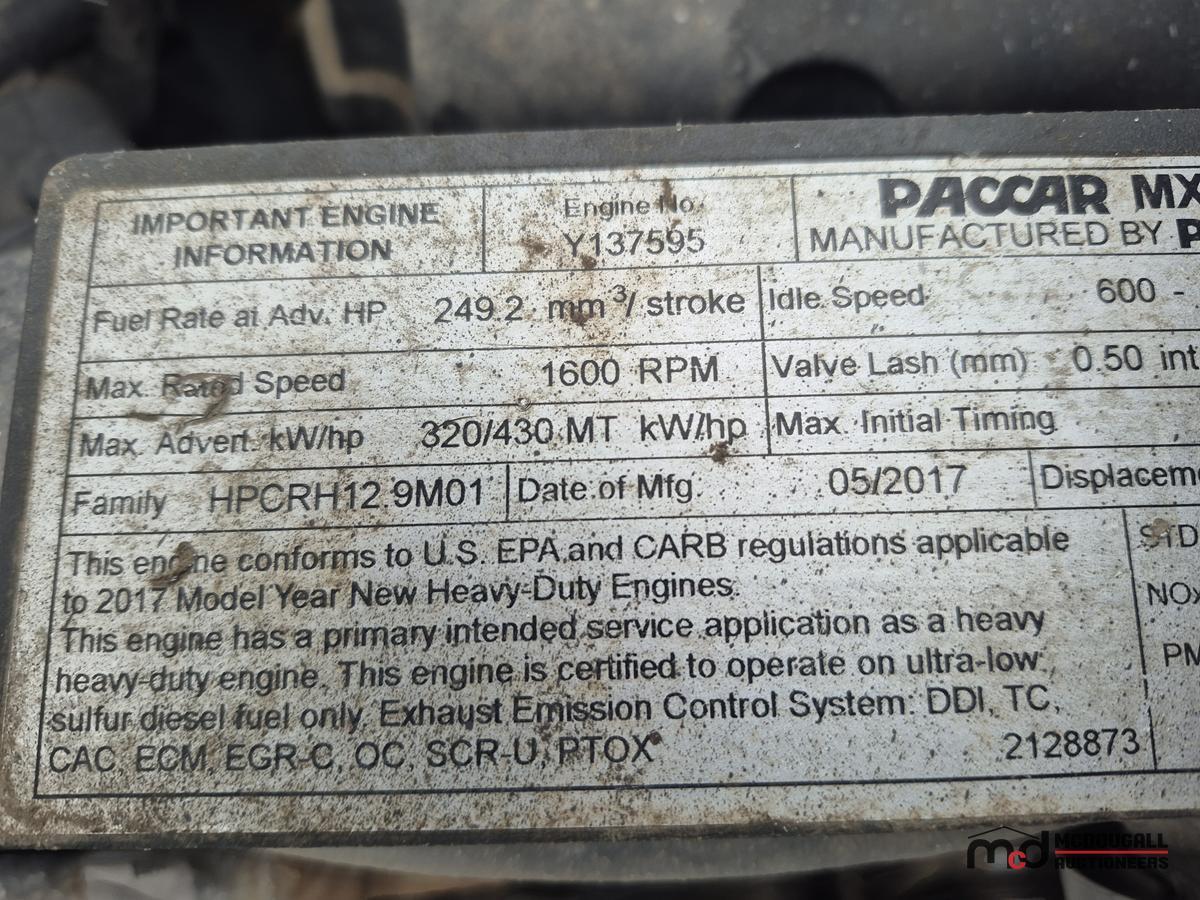 IMPORTANT ENGINE
INFORMATION
Engine No.
Y137595
PACCAR MX
MANUFACTURED BY P
Fuel Rate at Adv. HP 249.2 mm³/ stroke
Idle Speed 600 -
Max. Rated Speed 1600 RPM
Valve Lash (mm) 0.50 int
Max. Advert. kW/hp 320/430 MT kW/hp
Max. Initial Timing
Family HPCRH12.9M01
Date of Mfg. 05/2017
Displacem
This engine conforms to U.S. EPA and CARB regulations applicable
to 2017 Model Year New Heavy-Duty Engines.
This engine has a primary intended service application as a heavy
heavy-duty engine. This engine is certified to operate on ultra-low
sulfur diesel fuel only. Exhaust Emission Control System: DDI, TC,
CAC, ECM, EGR-C, OC, SCR-U, PTOX
2128873
STD
NOx
PM
mcd MCDOUGALL
AUCTIONEERS